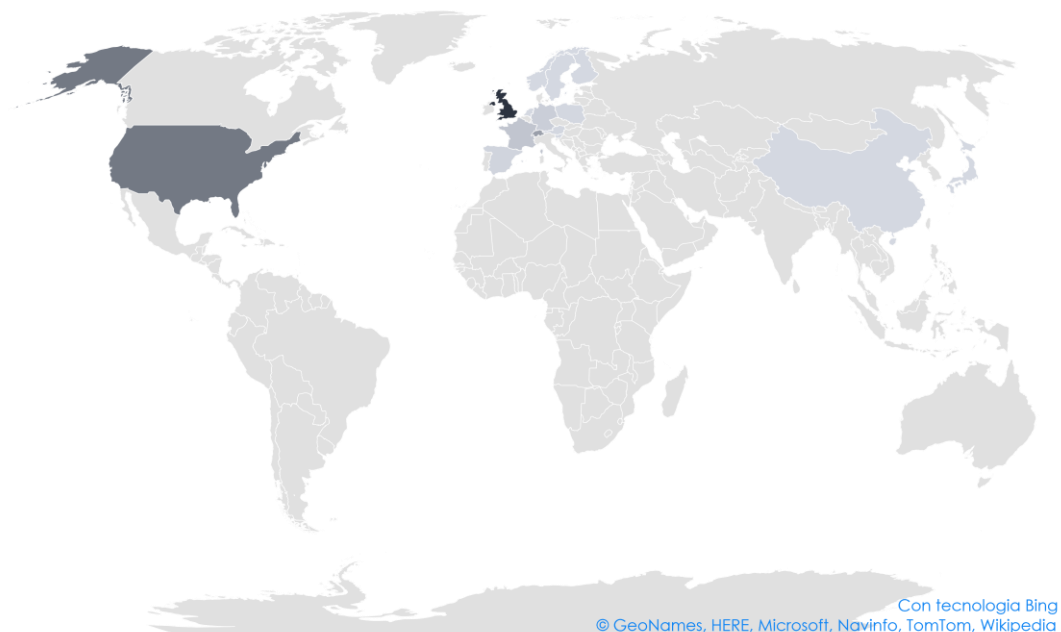 Con tecnologia Bing
© GeoNames, HERE, Microsoft, Navinfo, TomTom, Wikipedia